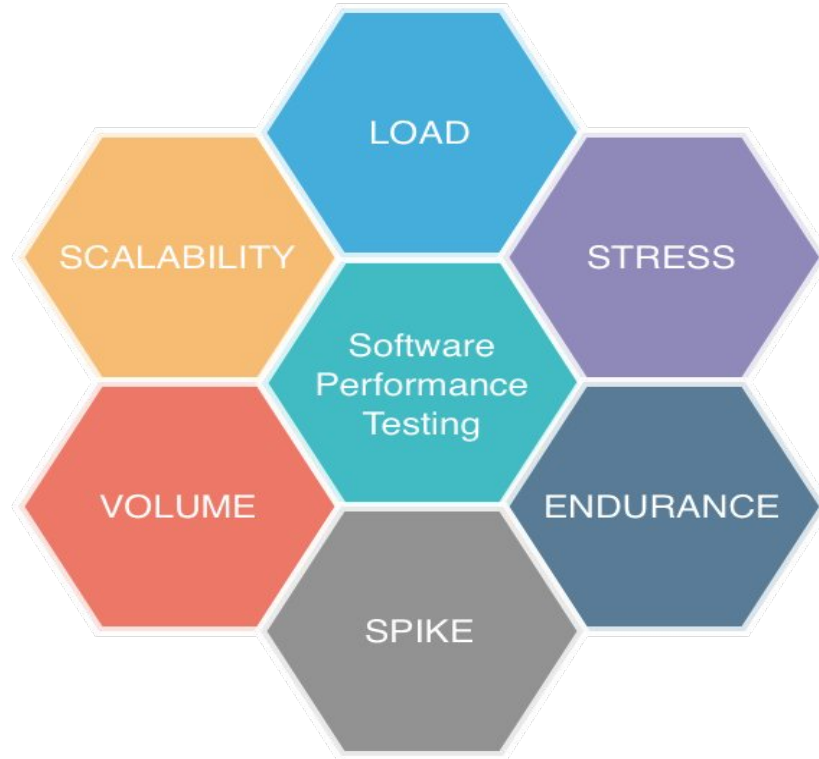 LOAD
SCALABILITY
STRESS
Software
Performance
Testing
VOLUME
ENDURANCE
SPIKE